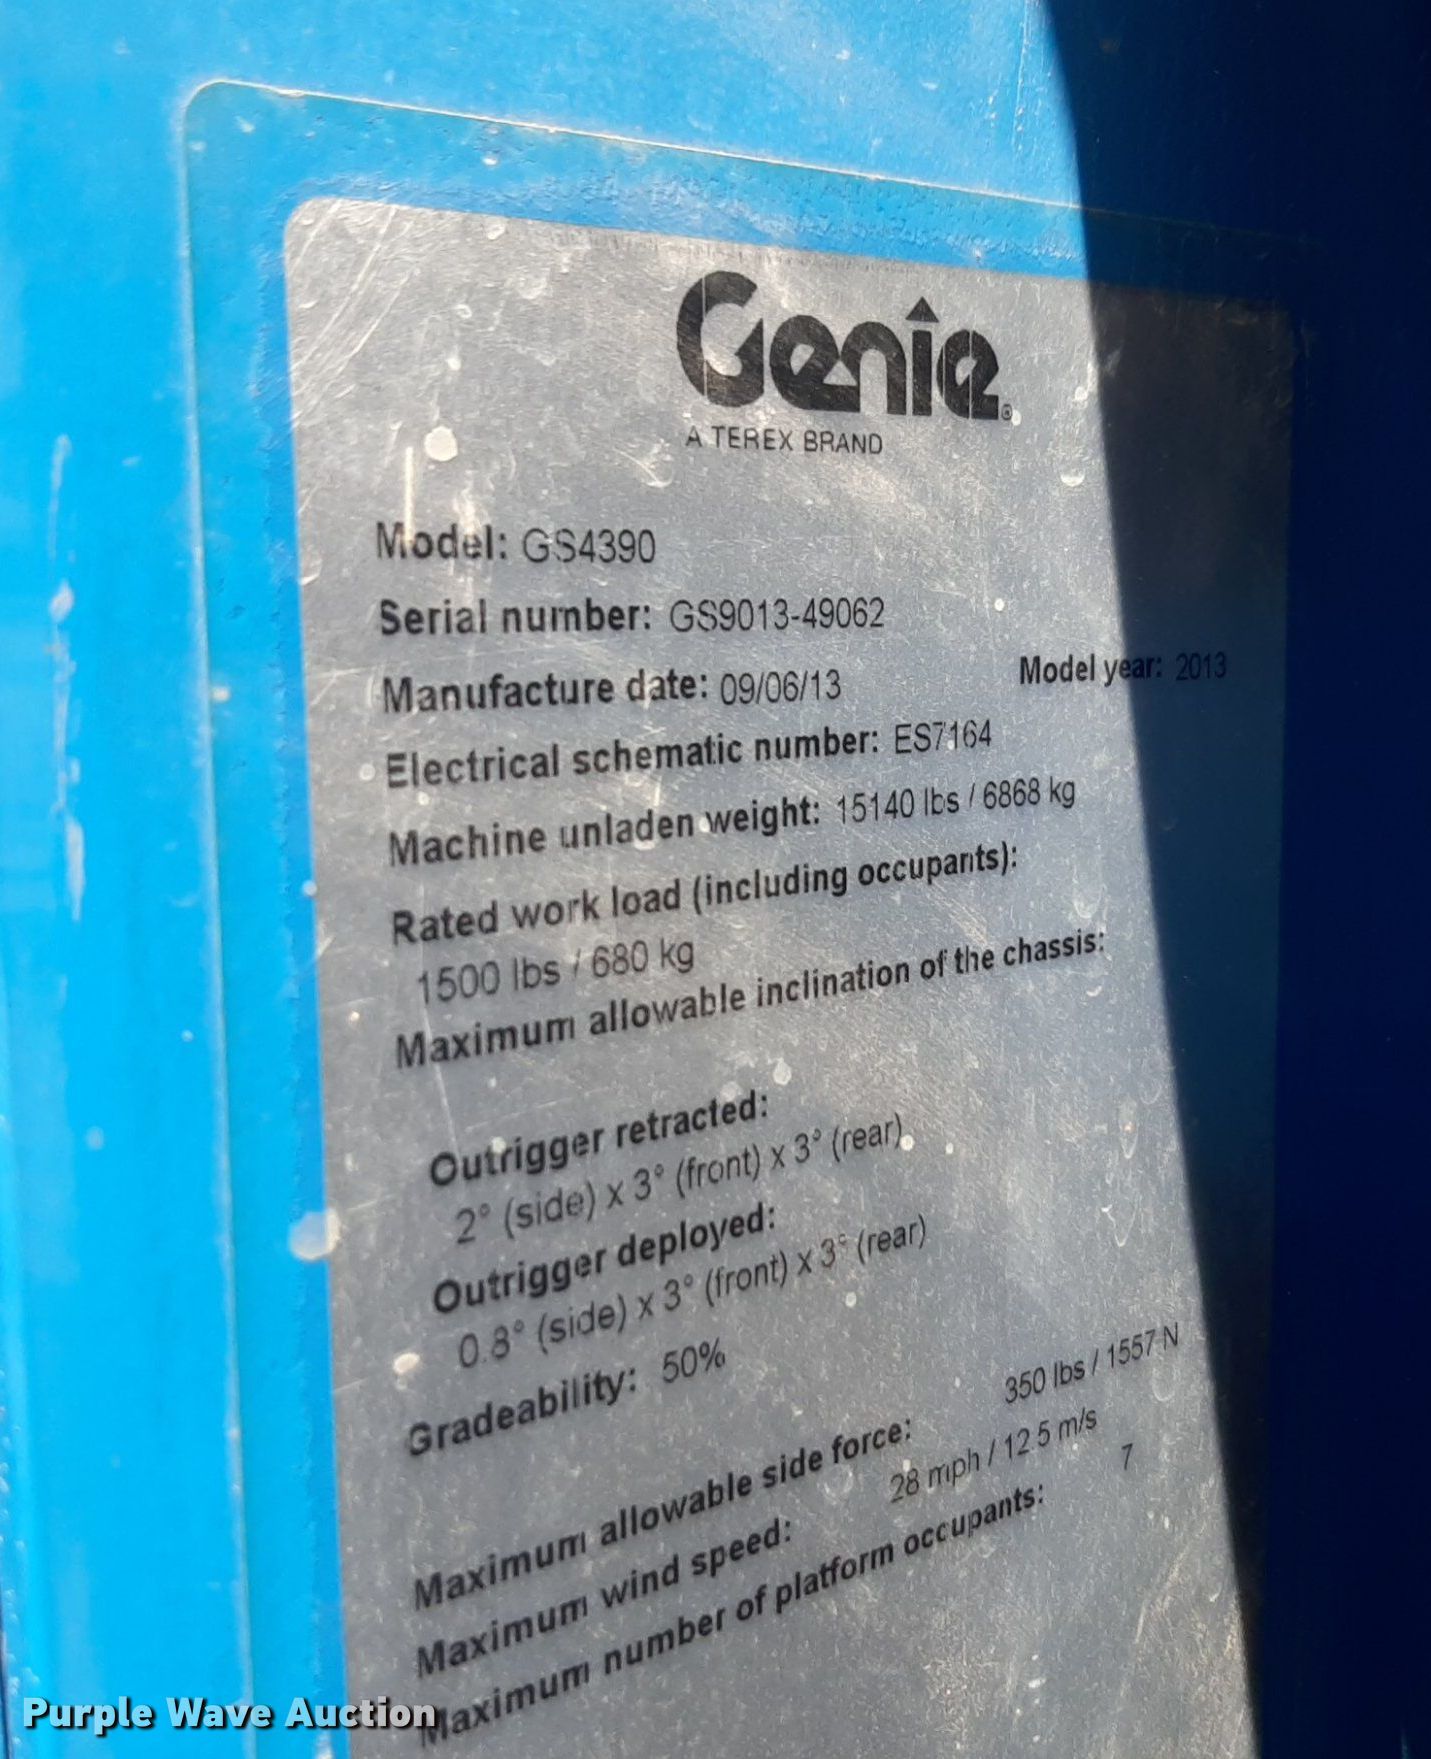 Genie®
A TEREX BRAND
Model: GS4390
Serial number: GS9013-49062
Manufacture date: 09/06/13 Model year: 2013
Electrical schematic number: ES7164
Machine unladen weight: 15140 lbs / 6868 kg
Rated work load (including occupants):
1500 lbs / 680 kg
Maximum allowable inclination of the chassis:
Outrigger retracted:
2° (side) x 3° (front) x 3° (rear)
Outrigger deployed:
0.8° (side) x 3° (front) x 3° (rear)
Gradeability: 50%
Maximum allowable side force: 350 lbs / 1557 N
Maximum wind speed: 28 mph / 12.5 m/s
Maximum number of platform occupants: 7
Purple Wave Auction